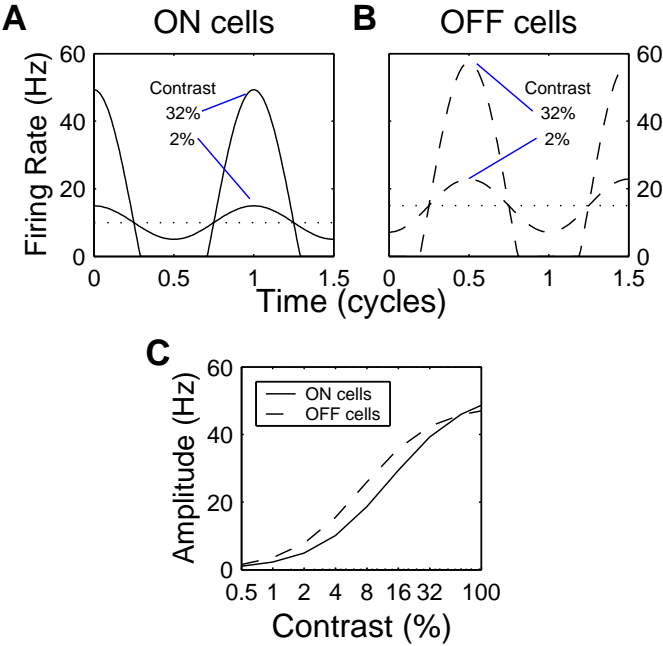 A ON cells
B OFF cells
Firing Rate (Hz)
60
40
20
0
Contrast
32%
2%
0 0.5 1 1.5
Contrast
32%
2%
60
40
20
0
0 0.5 1 1.5
Time (cycles)
C
Amplitude (Hz)
60
40
20
0
ON cells
OFF cells
0.5 1 2 4 8 16 32 100
Contrast (%)